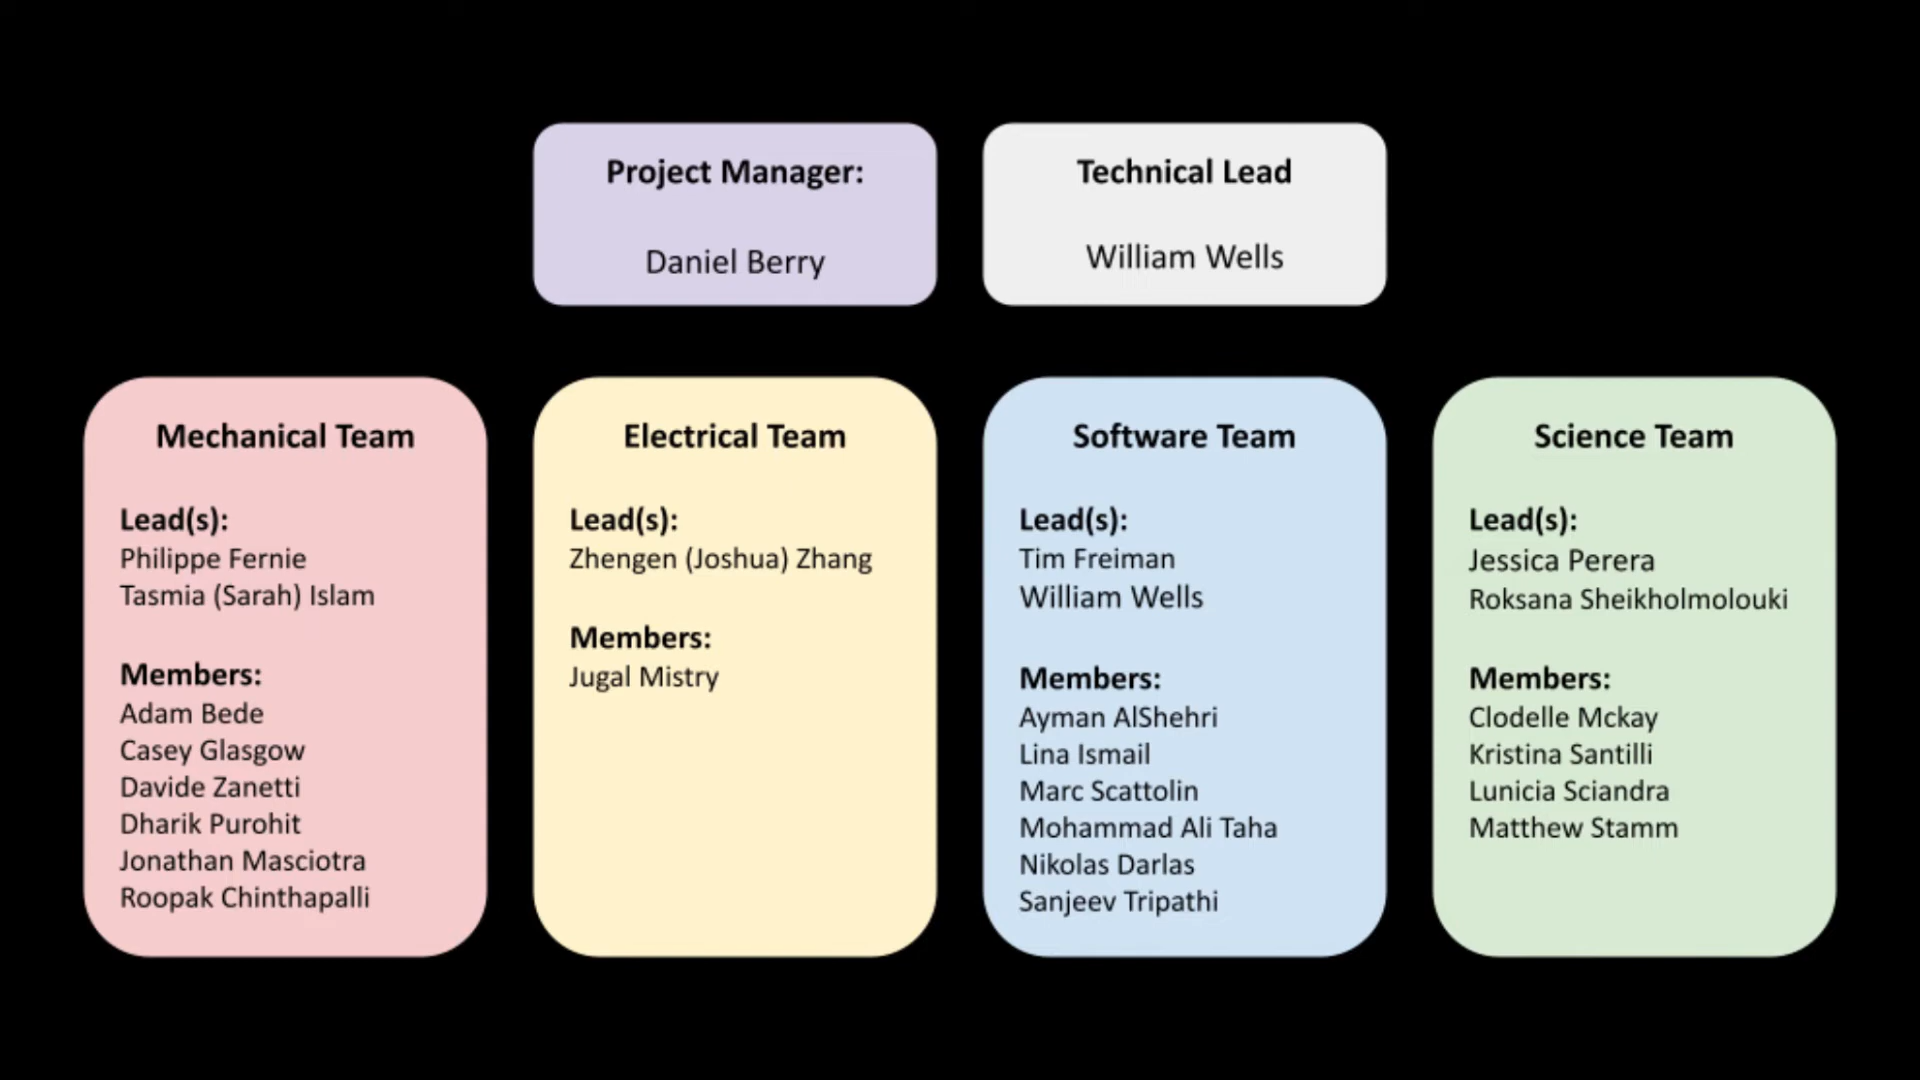 Project Manager:
Daniel Berry
Technical Lead
William Wells
Mechanical Team
Lead(s):
Philippe Fernie
Tasmia (Sarah) Islam
Members:
Adam Bede
Casey Glasgow
Davide Zanetti
Dharik Purohit
Jonathan Masciotra
Roopak Chinthapalli
Electrical Team
Lead(s):
Zhengen (Joshua) Zhang
Members:
Jugal Mistry
Software Team
Lead(s):
Tim Freiman
William Wells
Members:
Ayman AlShehri
Lina Ismail
Marc Scattolin
Mohammad Ali Taha
Nikolas Darlas
Sanjeev Tripathi
Science Team
Lead(s):
Jessica Perera
Roksana Sheikholmolouki
Members:
Clodelle Mckay
Kristina Santilli
Lunicia Sciandra
Matthew Stamm